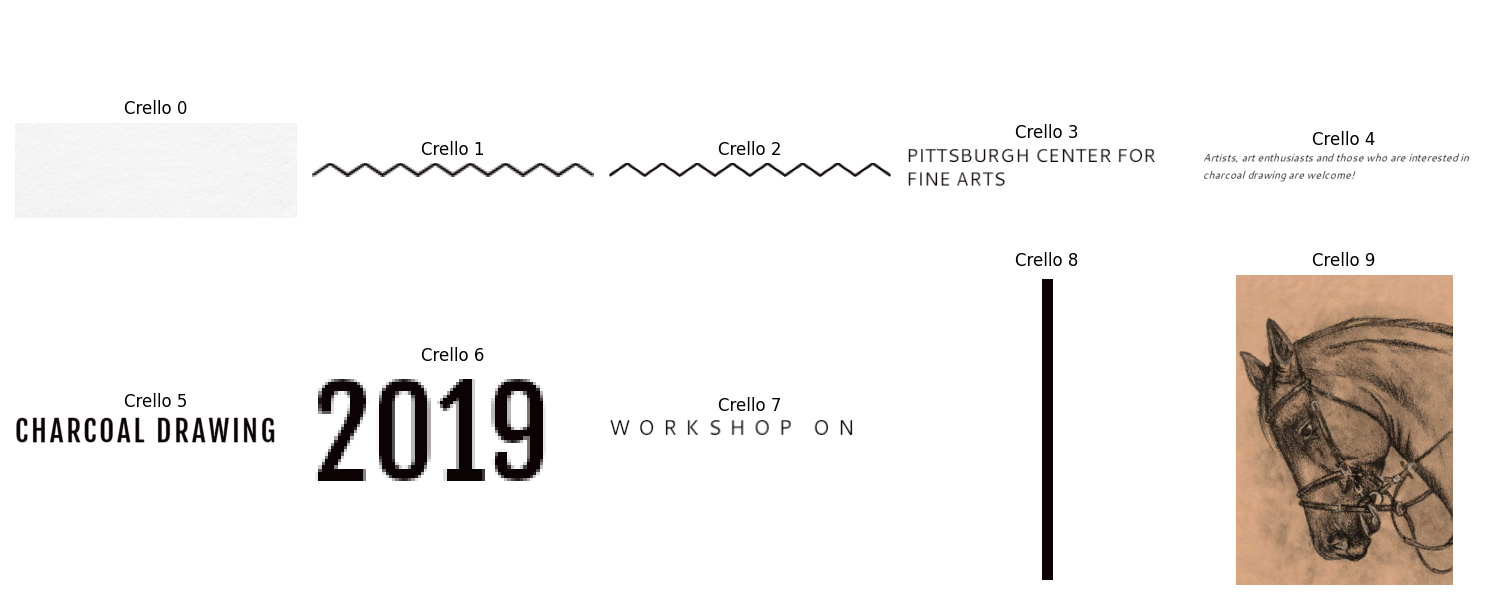 Crello 0
Crello 1
Crello 2
Crello 3
PITTSBURGH CENTER FOR
FINE ARTS
Crello 4
Artists, art enthusiasts and those who are interested in
charcoal drawing are welcome!
Crello 5
CHARCOAL DRAWING
Crello 6
2019
Crello 7
WORKSHOP ON
Crello 8
Crello 9